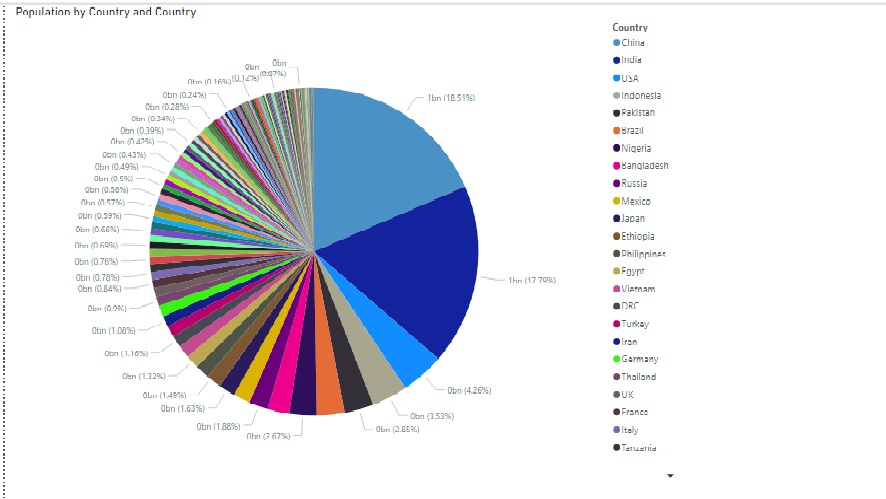 Population by Country and Country
Country
China
India
USA
Indonesia
Pakistan
Brazil
Nigeria
Bangladesh
Russia
Mexico
Japan
Ethiopia
Philippines
Egypt
Vietnam
DRC
Turkey
Iran
Germany
Thailand
UK
France
Italy
Tanzania
1bn (18.51%)
1bn (17.79%)
0bn (4.26%)
0bn (3.53%)
0bn (2.85%)
0bn (2.67%)
0bn (1.88%)
0bn (1.63%)
0bn (1.49%)
0bn (1.32%)
0bn (1.16%)
0bn (1.08%)
0bn (0.9%)
0bn (0.84%)
0bn (0.78%)
0bn (0.76%)
0bn (0.69%)
0bn (0.66%)
0bn (0.59%)
0bn (0.57%)
0bn (0.56%)
0bn (0.5%)
0bn (0.49%)
0bn (0.43%)
0bn (0.42%)
0bn (0.39%)
0bn (0.34%)
0bn (0.28%)
0bn (0.24%)
0bn (0.16%)
0bn
(0.12%)
0bn
(0.07%)